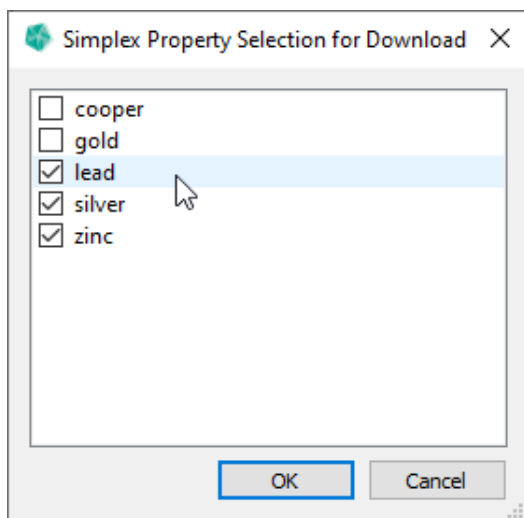 Simplex Property Selection for Download
cooper
gold
lead
silver
zinc
OK
Cancel